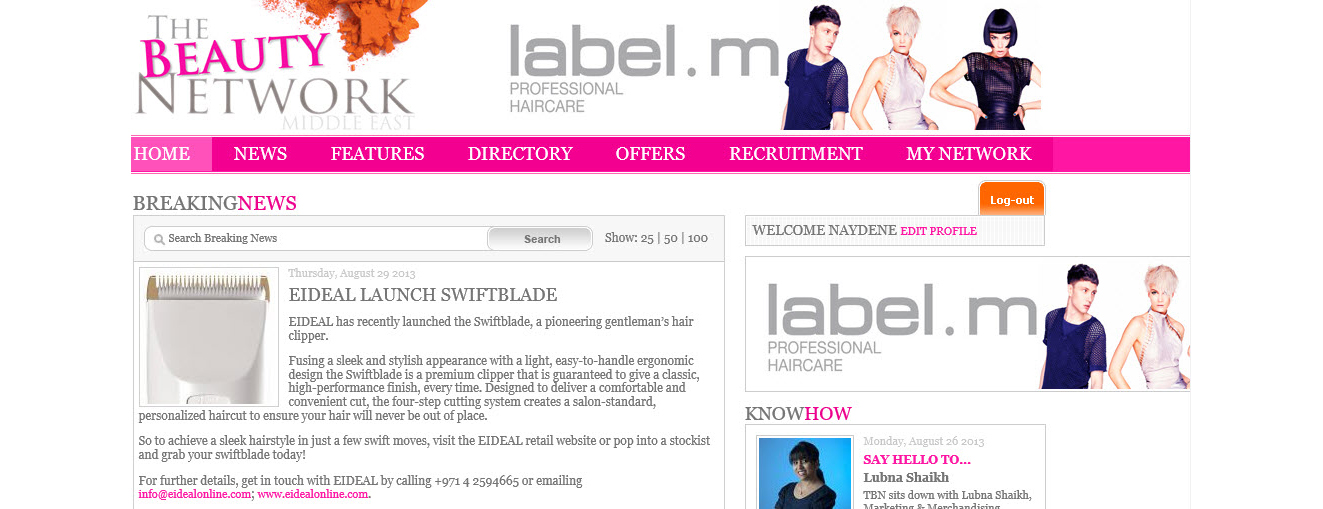 THE
BEAUTY
NETWORK
MIDDLE EAST
label.m
PROFESSIONAL
HAIRCARE
HOME NEWS FEATURES DIRECTORY OFFERS RECRUITMENT MY NETWORK
Log-out
BREAKINGNEWS
Search Breaking News Search Show: 25 | 50 | 100
Thursday, August 29 2013
EIDEAL LAUNCH SWIFTBLADE
EIDEAL has recently launched the Swiftblade, a pioneering gentleman's hair
clipper.
Fusing a sleek and stylish appearance with a light, easy-to-handle ergonomic
design the Swiftblade is a premium clipper that is guaranteed to give a classic,
high-performance finish, every time. Designed to deliver a comfortable and
convenient cut, the four-step cutting system creates a salon-standard,
personalized haircut to ensure your hair will never be out of place.
So to achieve a sleek hairstyle in just a few swift moves, visit the EIDEAL retail website or pop into a stockist
and grab your swiftblade today!
For further details, get in touch with EIDEAL by calling +971 4 2594665 or emailing
info@eidealonline.com; www.eidealonline.com.
WELCOME NAYDENE EDIT PROFILE
label.m
PROFESSIONAL
HAIRCARE
KNOWHOW
Monday, August 26 2013
SAY HELLO TO...
Lubna Shaikh
TBN sits down with Lubna Shaikh,
Marketing & Merchandising